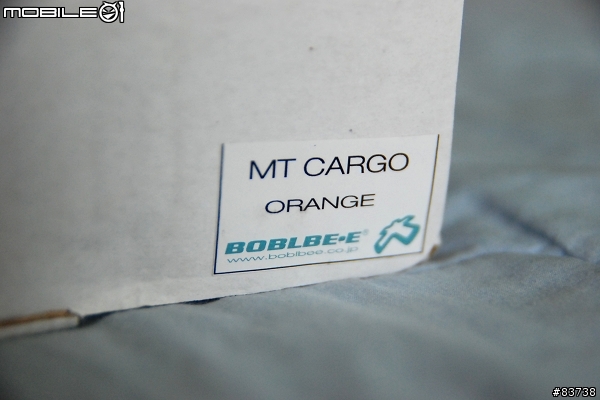 MOBILE01
MT CARGO
ORANGE
BOBLBE-E®
www.boblbee.co.jp
#83738